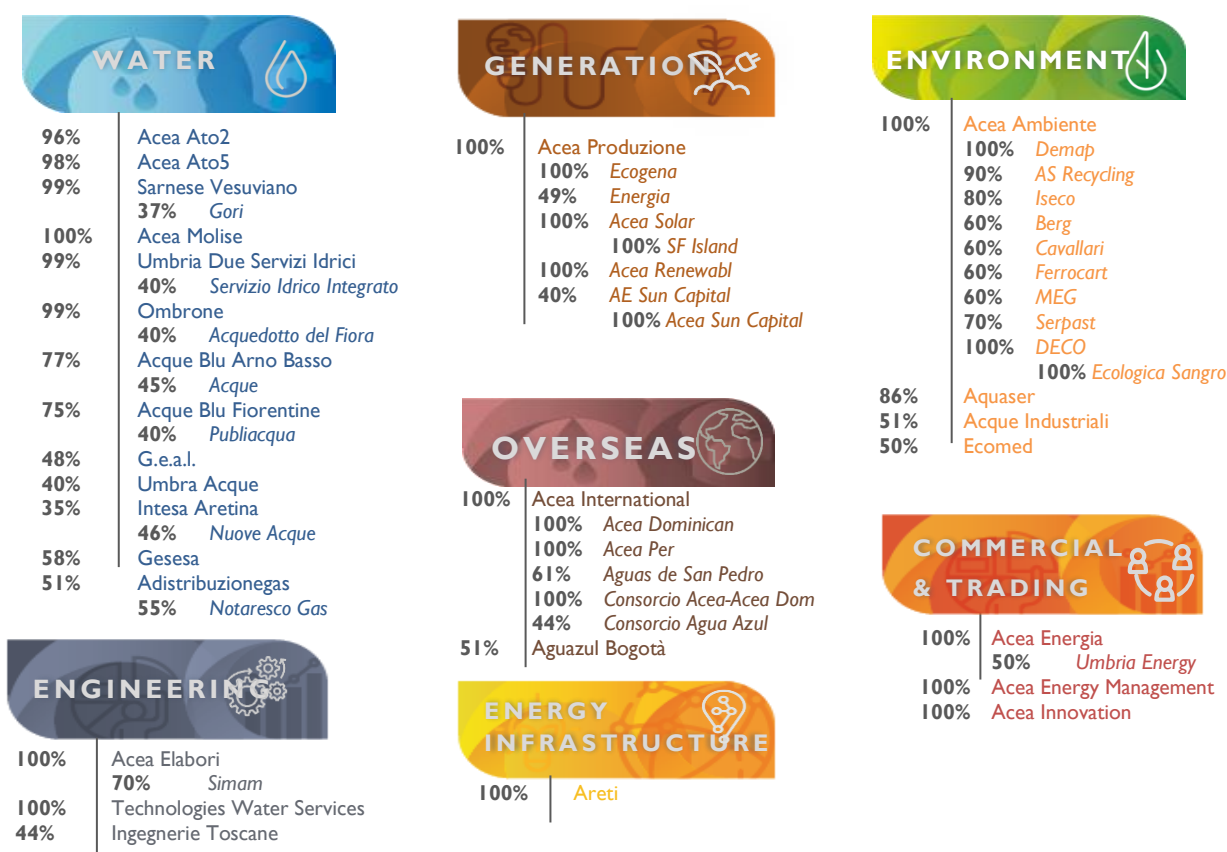 WATER
96% Acea Ato2
98% Acea Ato5
99% Sarnese Vesuviano
37% Gori
100% Acea Molise
99% Umbria Due Servizi Idrici
40% Servizio Idrico Integrato
99% Ombrone
40% Acquedotto del Fiora
77% Acque Blu Arno Basso
45% Acque
75% Acque Blu Fiorentine
40% Publiacqua
48% G.e.a.l.
40% Umbra Acque
35% Intesa Aretina
46% Nuove Acque
58% Gesesa
51% Adistribuzionegas
55% Notaresco Gas
ENGINEERING
100% Acea Elabori
70% Simam
100% Technologies Water Services
44% Ingegnerie Toscane
GENERATION
100% Acea Produzione
100% Ecogena
49% Energia
100% Acea Solar
100% SF Island
100% Acea Renewabl
40% AE Sun Capital
100% Acea Sun Capital
OVERSEAS
100% Acea International
100% Acea Dominican
100% Acea Per
61% Aguas de San Pedro
100% Consorcio Acea-Acea Dom
44% Consorcio Agua Azul
51% Aguazul Bogotà
ENERGY
INFRASTRUCTURE
100% Areti
ENVIRONMENT
100% Acea Ambiente
100% Demap
90% AS Recycling
80% Iseco
60% Berg
60% Cavallari
60% Ferrocart
60% MEG
70% Serpast
100% DECO
100% Ecologica Sangro
86% Aquaser
51% Acque Industriali
50% Ecomed
COMMERCIAL
& TRADING
100% Acea Energia
50% Umbria Energy
100% Acea Energy Management
100% Acea Innovation